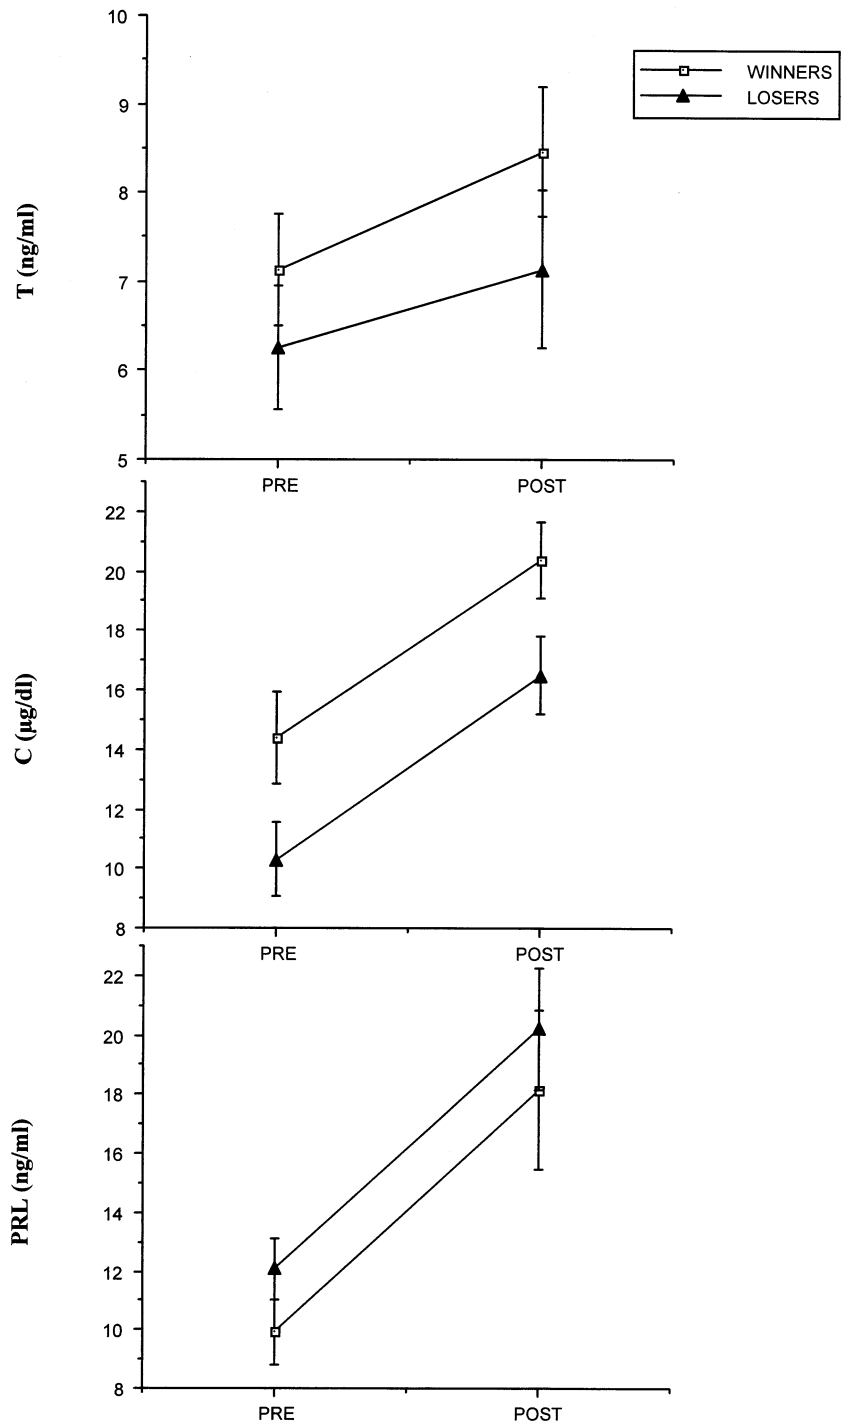 10
9
8
7
6
5
T (ng/ml)
WINNERS
LOSERS
PRE POST
22
20
18
16
14
12
10
8
C (µg/dl)
PRE POST
22
20
18
16
14
12
10
8
PRL (ng/ml)
PRE POST